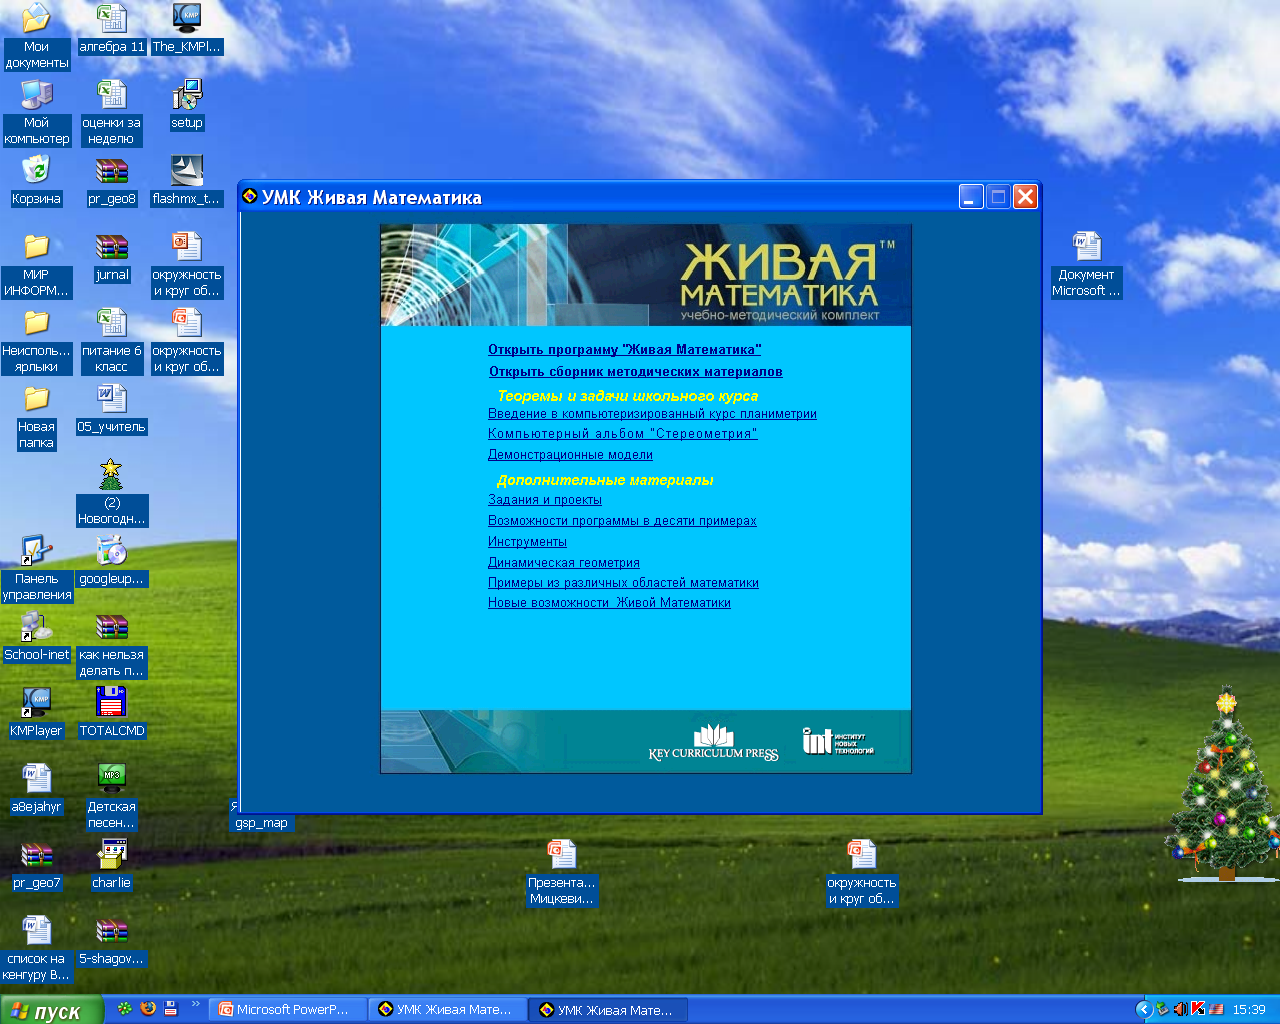 Мои документы
алгебра 11
The_KMPl...
Мой компьютер
оценки за неделю
setup
Корзина
pr_geo8
flashmx_t...
МИР ИНФОРМ...
jurnal
окружность и круг об...
Неисполь... ярлыки
питание 6 класс
окружность и круг об...
Новая папка
05_учитель
(2) Новогодн...
Панель управления
googleup...
School-inet
как нельзя делать п...
KMPlayer
TOTALCMD
a8ejahyr
Детская песен...
gsp_map
pr_geo7
charlie
список на кенгуру В...
5-shagov...
УМК Живая Математика
ЖИВАЯ™
МАТЕМАТИКА
учебно-методический комплект
Открыть программу "Живая Математика"
Открыть сборник методических материалов
Теоремы и задачи школьного курса
Введение в компьютеризированный курс планиметрии
Компьютерный альбом "Стереометрия"
Демонстрационные модели
Дополнительные материалы
Задания и проекты
Возможности программы в десяти примерах
Инструменты
Динамическая геометрия
Примеры из различных областей математики
Новые возможности Живой Математики
KEY CURRICULUM PRESS
int
ИНСТИТУТ
НОВЫХ
ТЕХНОЛОГИЙ
Документ Microsoft ...
Презента... Мицкеви...
окружность и круг об...
пуск
Microsoft PowerP...
УМК Живая Мате...
УМК Живая Мате...
15:39